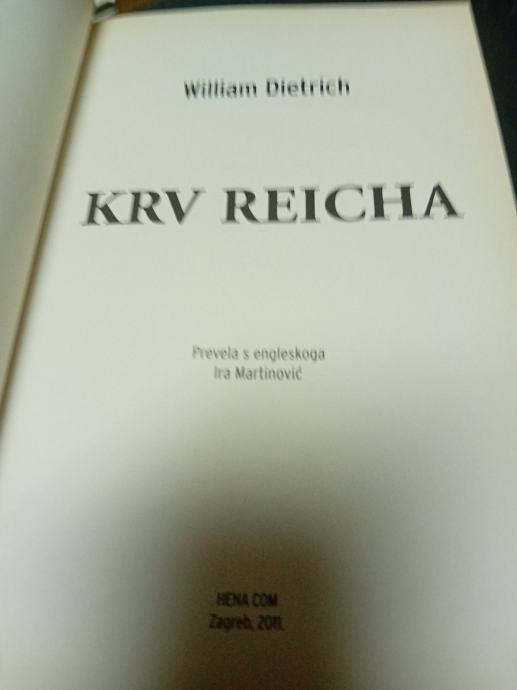 William Dietrich
KRV REICHA
Prevela s engleskoga
Ira Martinović
HENA COM
Zagreb, 2011.